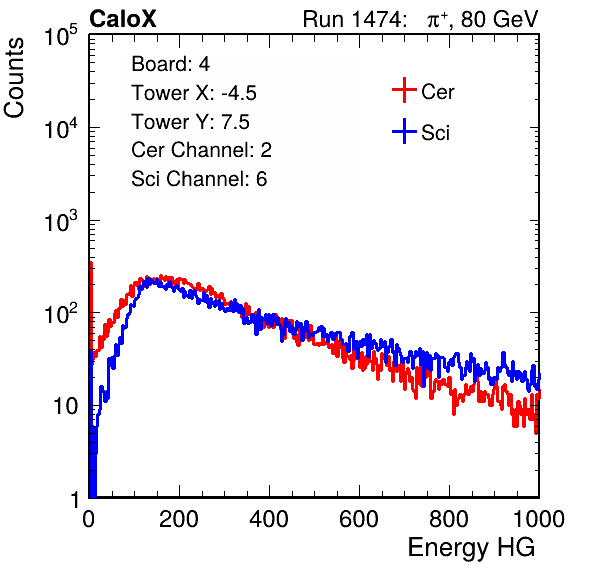 CaloX Run 1474: π⁺, 80 GeV
Counts
10⁵
10⁴
10³
10²
10
1
Board: 4
Tower X: -4.5
Tower Y: 7.5
Cer Channel: 2
Sci Channel: 6
Cer
Sci
0 200 400 600 800 1000
Energy HG